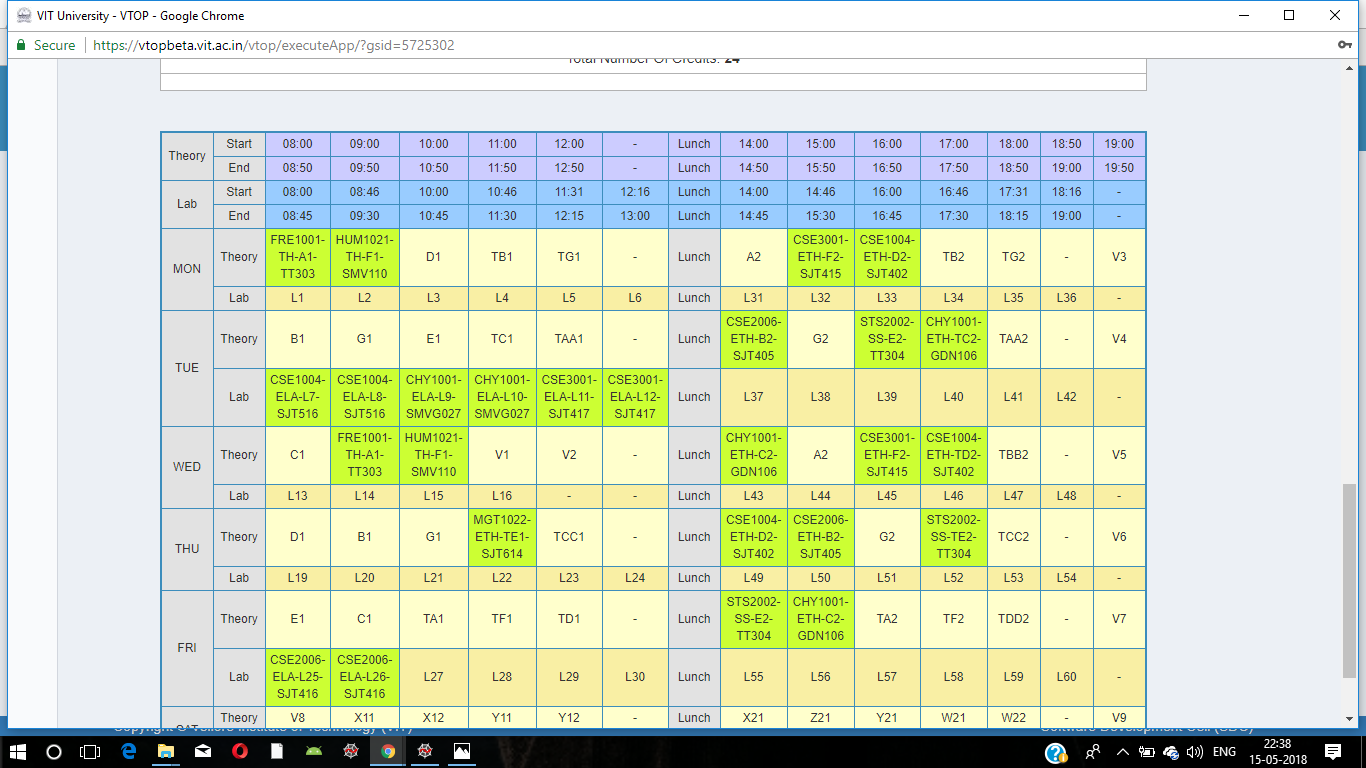 VIT University - VTOP - Google Chrome
Secure https://vtopbeta.vit.ac.in/vtop/executeApp/?gsid=5725302
Total Number Of Credits: 24
Theory Start 08:00 09:00 10:00 11:00 12:00 - Lunch 14:00 15:00 16:00 17:00 18:00 18:50 19:00
End 08:50 09:50 10:50 11:50 12:50 - Lunch 14:50 15:50 16:50 17:50 18:50 19:00 19:50
Lab Start 08:00 08:46 10:00 10:46 11:31 12:16 Lunch 14:00 14:46 16:00 16:46 17:31 18:16 -
End 08:45 09:30 10:45 11:30 12:15 13:00 Lunch 14:45 15:30 16:45 17:30 18:15 19:00 -
MON Theory FRE1001-TH-A1-TT303 HUM1021-TH-F1-SMV110 D1 TB1 TG1 - Lunch A2 CSE3001-ETH-F2-SJT415 CSE1004-ETH-D2-SJT402 TB2 TG2 - V3
Lab L1 L2 L3 L4 L5 L6 Lunch L31 L32 L33 L34 L35 L36 -
TUE Theory B1 G1 E1 TC1 TAA1 - Lunch CSE2006-ETH-B2-SJT405 G2 STS2002-SS-E2-TT304 CHY1001-ETH-TC2-GDN106 TAA2 - V4
Lab CSE1004-ELA-L7-SJT516 CSE1004-ELA-L8-SJT516 CHY1001-ELA-L9-SMVG027 CHY1001-ELA-L10-SMVG027 CSE3001-ELA-L11-SJT417 CSE3001-ELA-L12-SJT417 Lunch L37 L38 L39 L40 L41 L42 -
WED Theory C1 FRE1001-TH-A1-TT303 HUM1021-TH-F1-SMV110 V1 V2 - Lunch CHY1001-ETH-C2-GDN106 A2 CSE3001-ETH-F2-SJT415 CSE1004-ETH-TD2-SJT402 TBB2 - V5
Lab L13 L14 L15 L16 - - Lunch L43 L44 L45 L46 L47 L48 -
THU Theory D1 B1 G1 MGT1022-ETH-TE1-SJT614 TCC1 - Lunch CSE1004-ETH-D2-SJT402 CSE2006-ETH-B2-SJT405 G2 STS2002-SS-TE2-TT304 TCC2 - V6
Lab L19 L20 L21 L22 L23 L24 Lunch L49 L50 L51 L52 L53 L54 -
FRI Theory E1 C1 TA1 TF1 TD1 - Lunch STS2002-SS-E2-TT304 CHY1001-ETH-C2-GDN106 TA2 TF2 TDD2 - V7
Lab CSE2006-ELA-L25-SJT416 CSE2006-ELA-L26-SJT416 L27 L28 L29 L30 Lunch L55 L56 L57 L58 L59 L60 -
SAT Theory V8 X11 X12 Y11 Y12 - Lunch X21 Z21 Y21 W21 W22 - V9
Copyright © Vellore Institute of Technology (VIT) Software Development Cell (SDC)
ENG 22:38
15-05-2018